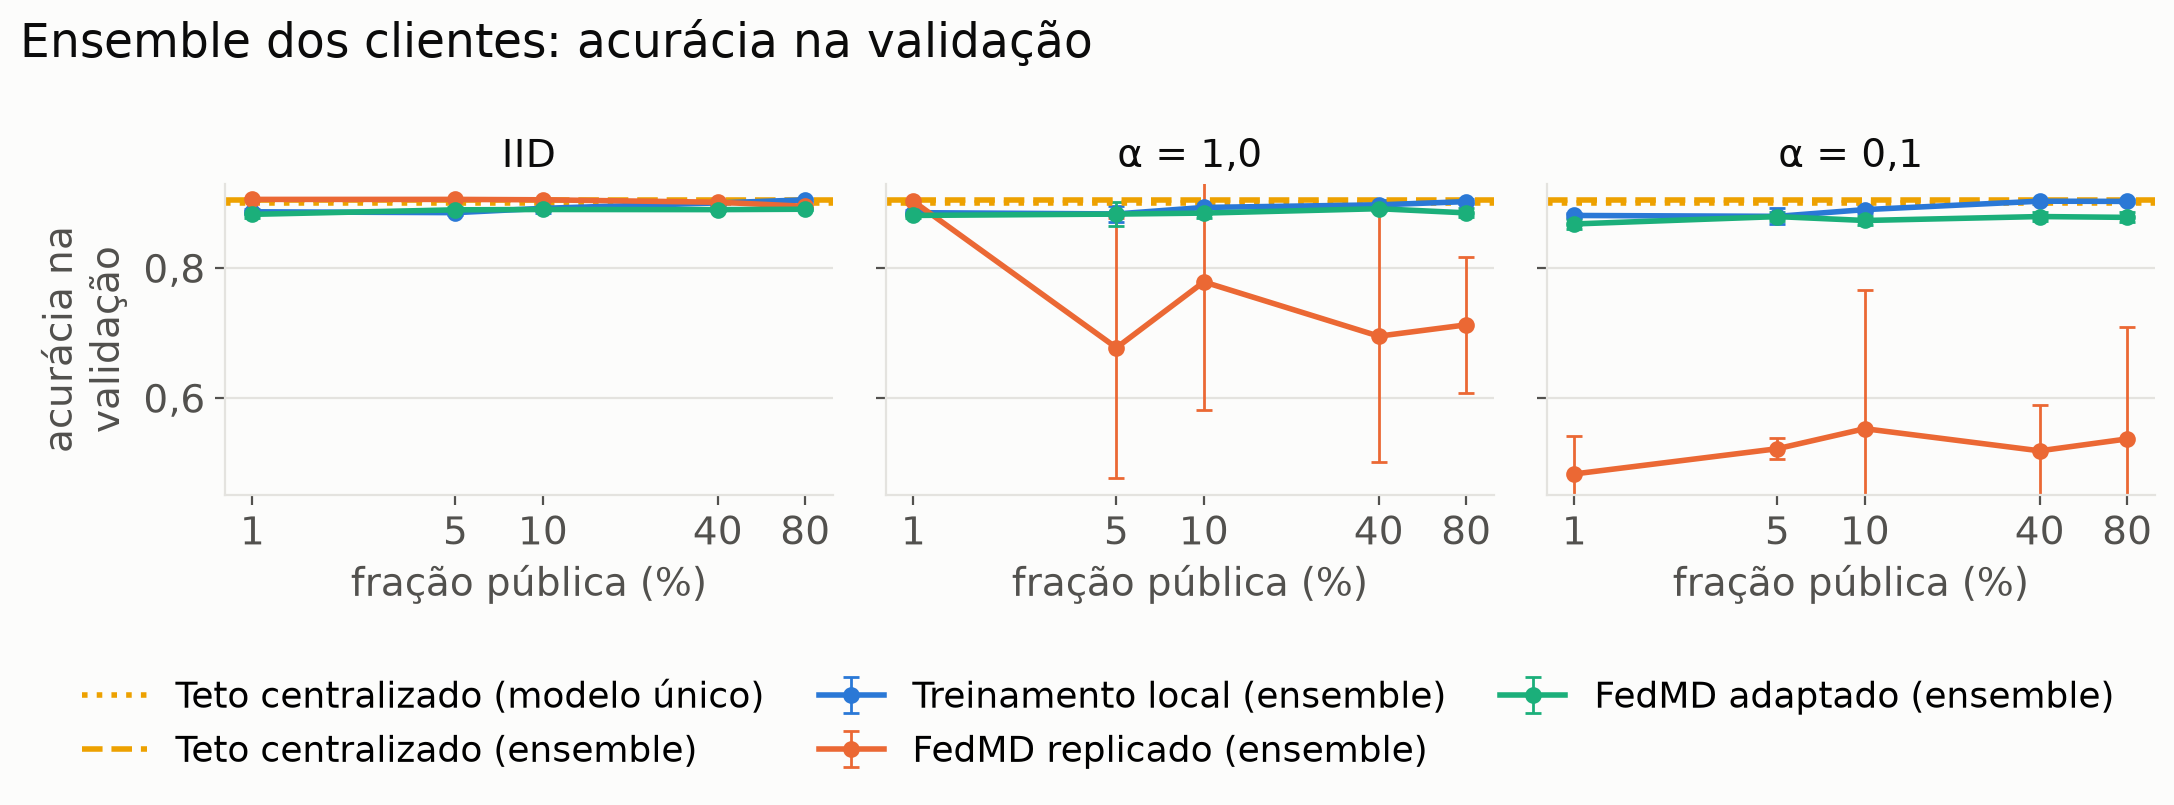 Ensemble dos clientes: acurácia na validação
IID
α = 1,0
α = 0,1
acurácia na
validação
0,8
0,6
1 5 10 40 80
1 5 10 40 80
1 5 10 40 80
fração pública (%)
fração pública (%)
fração pública (%)
Teto centralizado (modelo único)
Teto centralizado (ensemble)
Treinamento local (ensemble)
FedMD replicado (ensemble)
FedMD adaptado (ensemble)